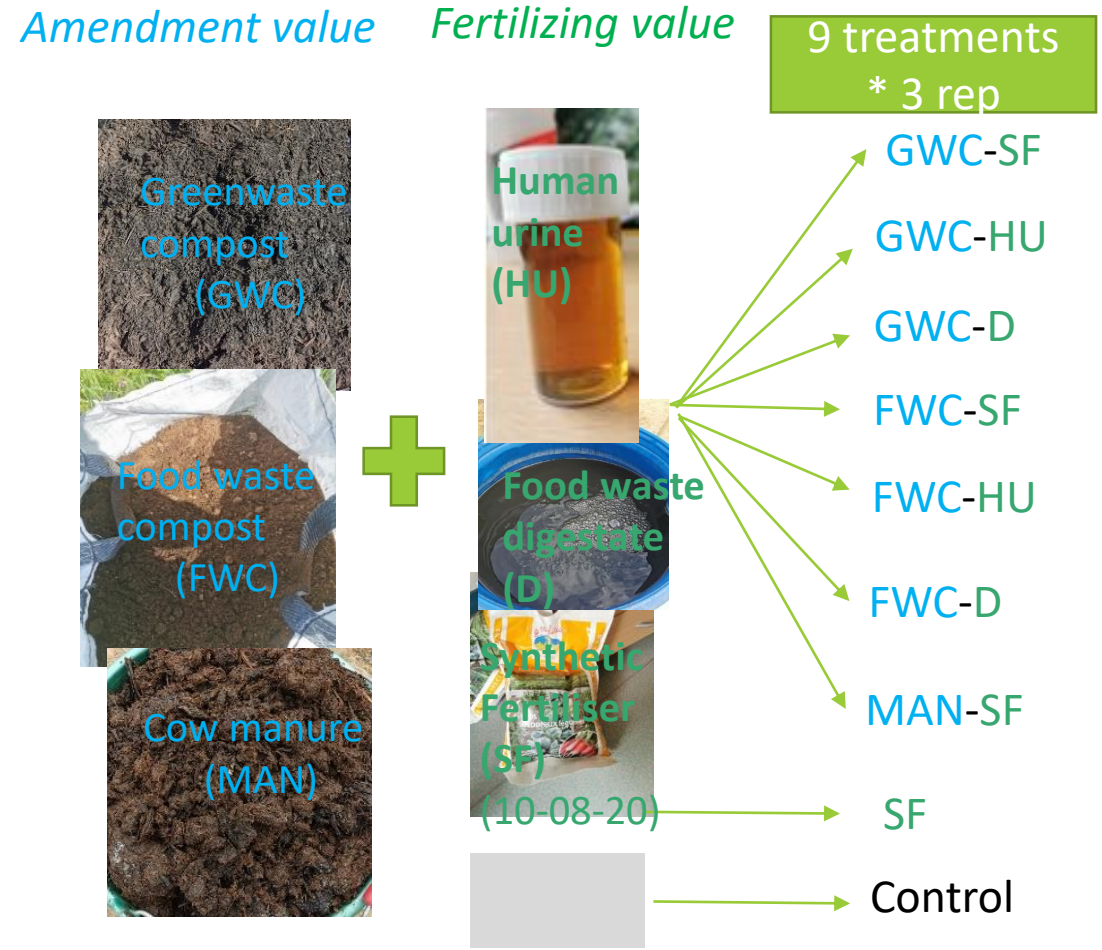 Amendment value
Fertilizing value
9 treatments
* 3 rep
Greenwaste
compost
(GWC)
Food waste
compost
(FWC)
Cow manure
(MAN)
Human
urine
(HU)
Food waste
digestate
(D)
Synthetic
Fertiliser
(SF)
(10-08-20)
GWC-SF
GWC-HU
GWC-D
FWC-SF
FWC-HU
FWC-D
MAN-SF
SF
Control